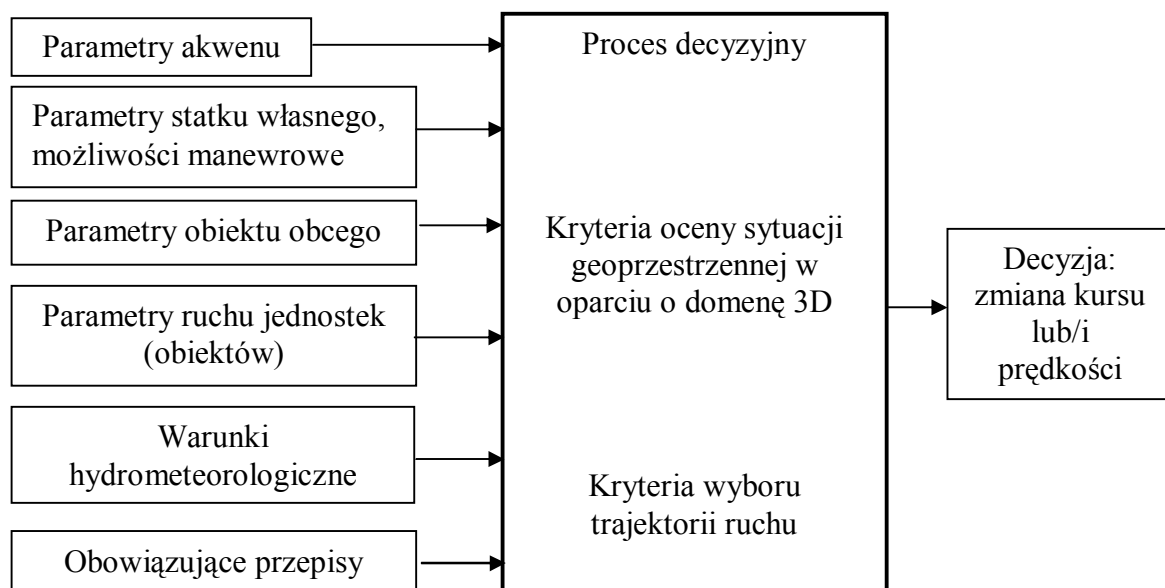 Parametry akwenu
Parametry statku własnego,
możliwości manewrowe
Parametry obiektu obcego
Parametry ruchu jednostek
(obiektów)
Warunki
hydrometeorologiczne
Obowiązujące przepisy
Proces decyzyjny
Kryteria oceny sytuacji
geoprzestrzennej w
oparciu o domenę 3D
Kryteria wyboru
trajektorii ruchu
Decyzja:
zmiana kursu
lub/i
prędkości